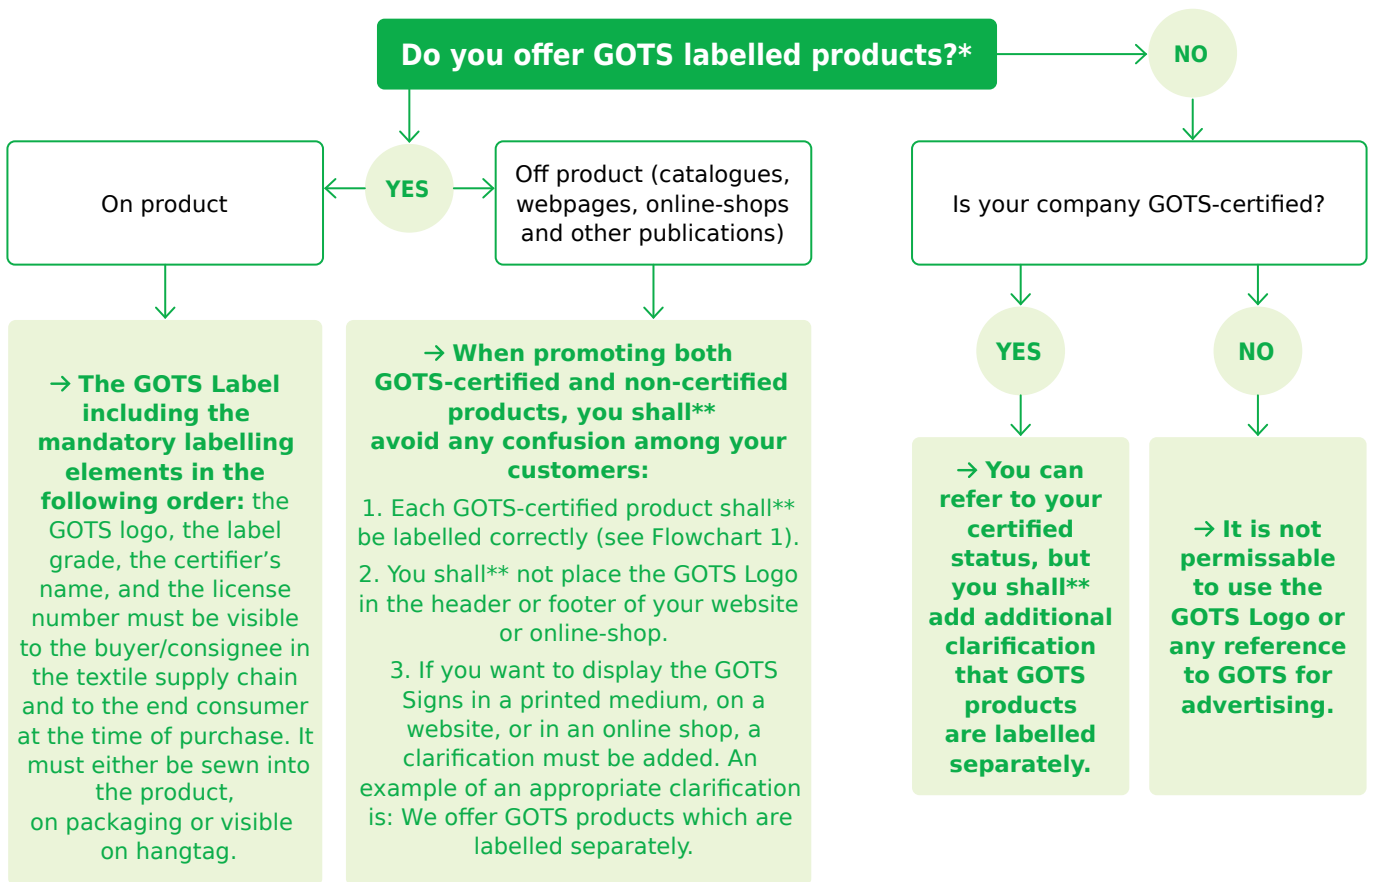 Do you offer GOTS labelled products?*
NO
YES
On product
Off product (catalogues,
webpages, online-shops
and other publications)
Is your company GOTS-certified?
→ The GOTS Label
including the
mandatory labelling
elements in the
following order: the
GOTS logo, the label
grade, the certifier’s
name, and the license
number must be visible
to the buyer/consignee in
the textile supply chain
and to the end consumer
at the time of purchase. It
must either be sewn into
the product,
on packaging or visible
on hangtag.
→ When promoting both
GOTS-certified and non-certified
products, you shall**
avoid any confusion among your
customers:
1. Each GOTS-certified product shall**
be labelled correctly (see Flowchart 1).
2. You shall** not place the GOTS Logo
in the header or footer of your website
or online-shop.
3. If you want to display the GOTS
Signs in a printed medium, on a
website, or in an online shop, a
clarification must be added. An
example of an appropriate clarification
is: We offer GOTS products which are
labelled separately.
YES
→ You can
refer to your
certified
status, but
you shall**
add additional
clarification
that GOTS
products
are labelled
separately.
NO
→ It is not
permissable
to use the
GOTS Logo or
any reference
to GOTS for
advertising.